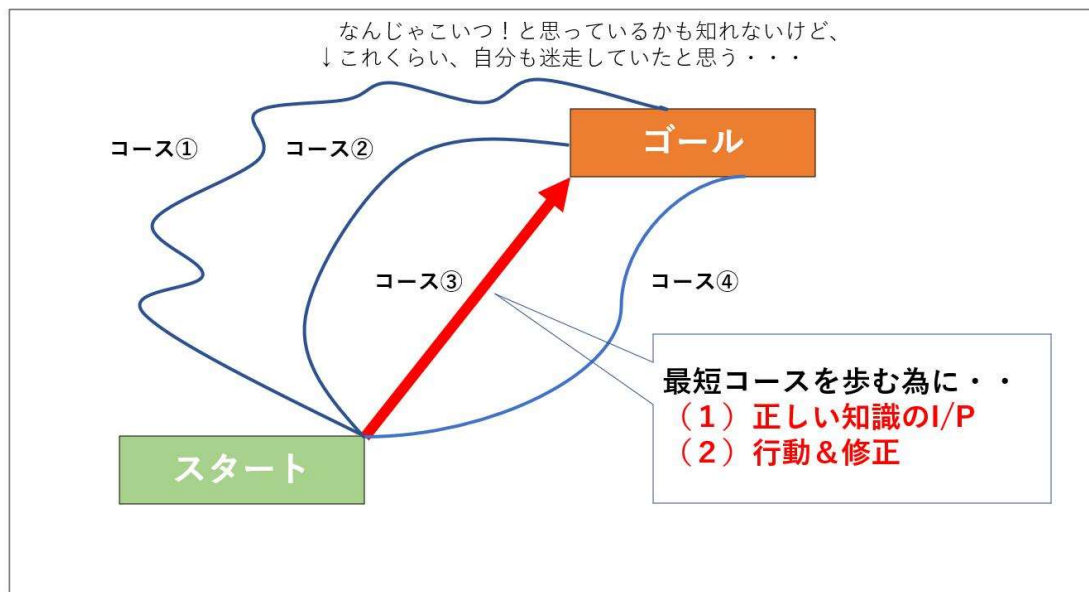 なんじゃこいつ！と思っているかも知れないけど、
↓これくらい、自分も迷走していたと思う・・・
コース①
コース②
ゴール
コース③
コース④
最短コースを歩む為に・・
（1）正しい知識のI/P
（2）行動＆修正
スタート